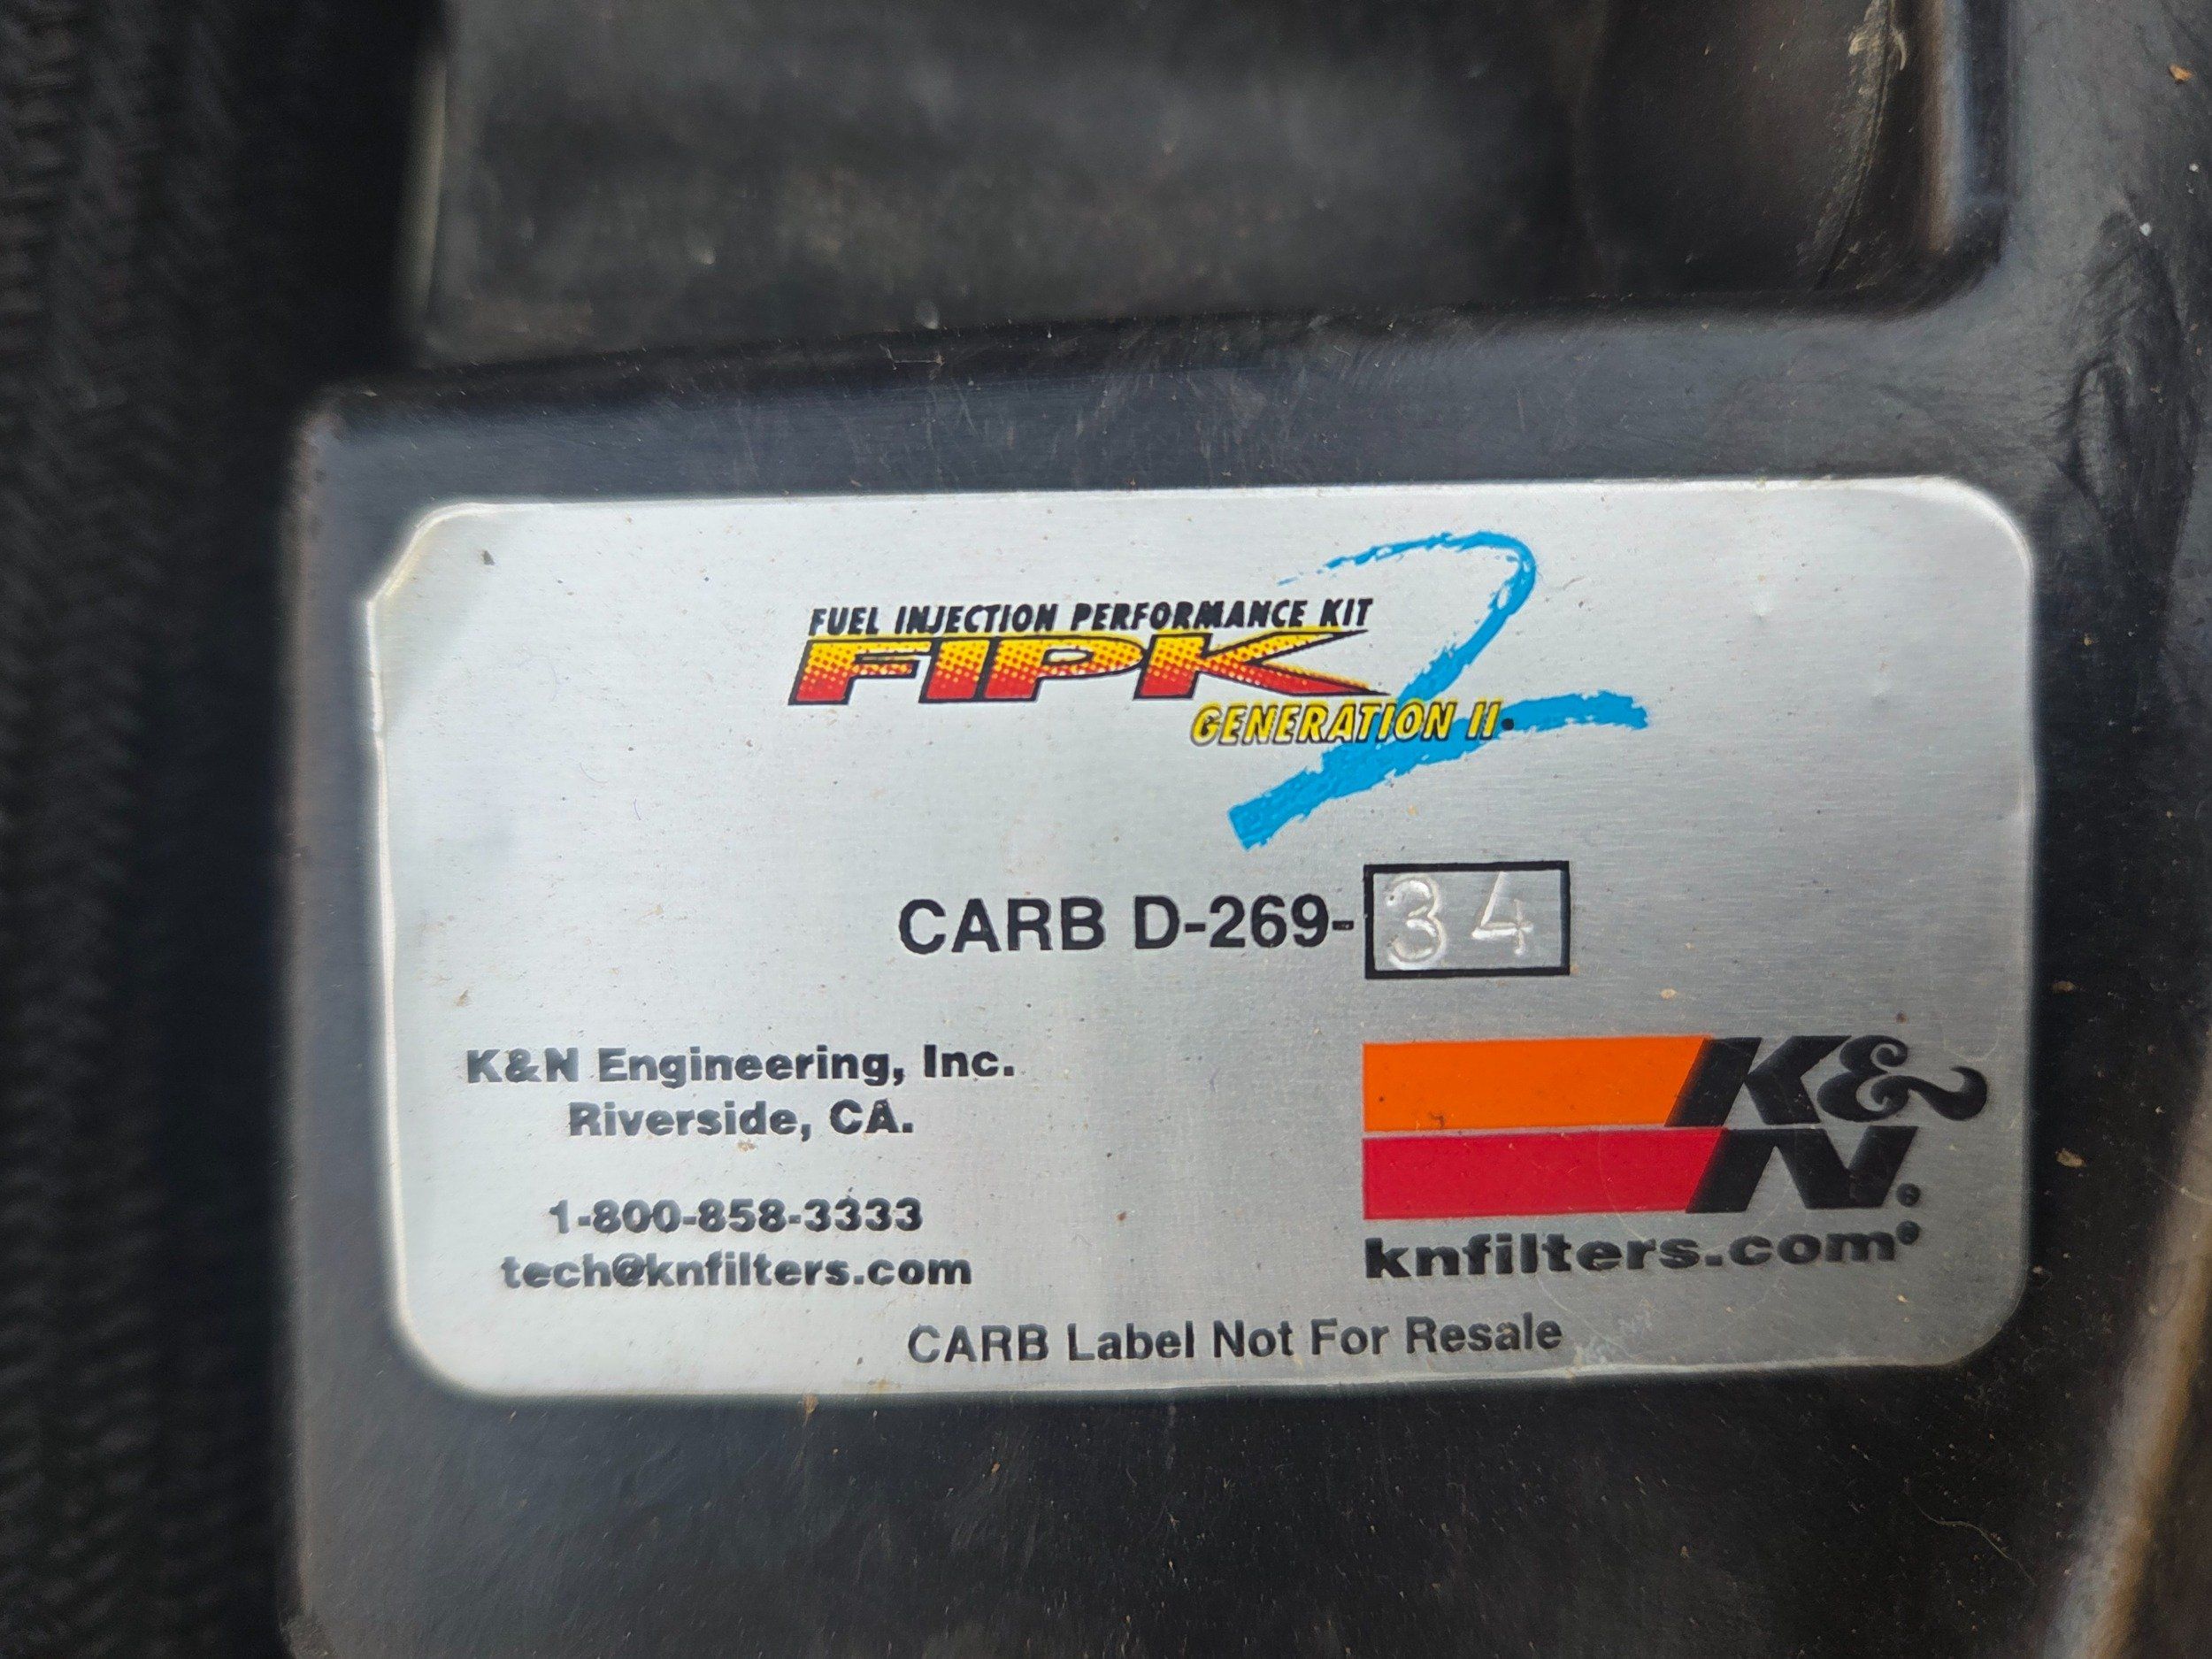 FUEL INJECTION PERFORMANCE KIT
FIPK 2
GENERATION II
CARB D-269-34
K&N Engineering, Inc.
Riverside, CA.
1-800-858-3333
tech@knfilters.com
K&N®
knfilters.com®
CARB Label Not For Resale